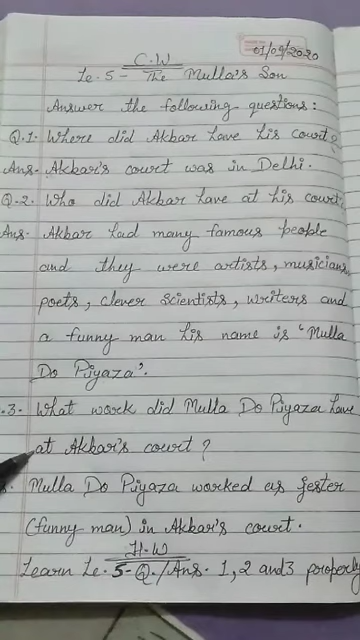 C.W
01/09/2020
Le. 5 - The Mulla's Son
Answer the following questions:
Q.1- Where did Akbar have his court?
Ans- Akbar's court was in Delhi.
Q.2- Who did Akbar have at his court?
Ans- Akbar had many famous people
and they were artists, musicians,
poets, clever scientists, writers and
a funny man his name is "Mulla
Do Piyaza".
.3- What work did Mulla Do Piyaza have
at Akbar's court?
s. Mulla Do Piyaza worked as jester
(funny man) in Akbar's court.
H.W
Learn Le. 5- Q./Ans. 1, 2 and 3 properly